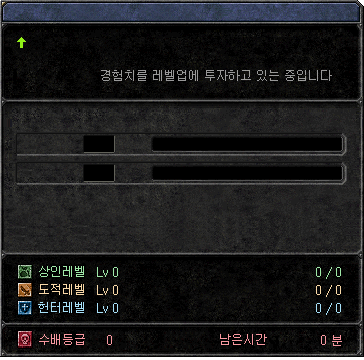 경험치를 레벨업에 투자하고 있는 중입니다
상인레벨 Lv 0 0 / 0
도적레벨 Lv 0 0 / 0
헌터레벨 Lv 0 0 / 0
수배등급 0 남은시간 0 분